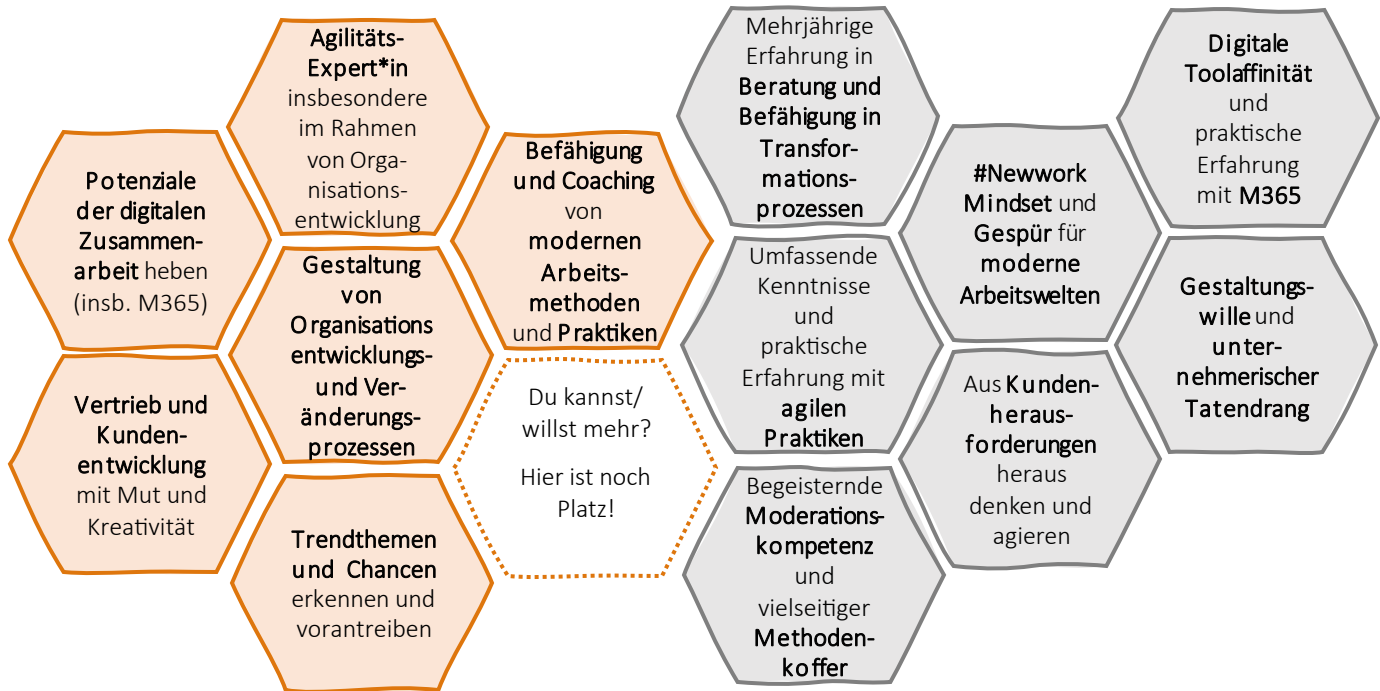 Potenziale
der digitalen
Zusammen-
arbeit heben
(insb. M365)
Vertrieb und
Kunden-
entwicklung
mit Mut und
Kreativität
Agilitäts-
Expert*in
insbesondere
im Rahmen
von Orga-
nisations-
entwicklung
Gestaltung
von
Organisations
entwicklungs-
und Ver-
änderungs-
prozessen
Trendthemen
und Chancen
erkennen und
vorantreiben
Befähigung
und Coaching
von
modernen
Arbeits-
methoden
und Praktiken
Du kannst/
willst mehr?
Hier ist noch
Platz!
Mehrjährige
Erfahrung in
Beratung und
Befähigung in
Transfor-
mations-
prozessen
Umfassende
Kenntnisse
und
praktische
Erfahrung mit
agilen
Praktiken
Begeisternde
Moderations-
kompetenz
und
vielseitiger
Methoden-
koffer
#Newwork
Mindset und
Gespür für
moderne
Arbeitswelten
Aus Kunden-
heraus-
forderungen
heraus
denken und
agieren
Digitale
Toolaffinität
und
praktische
Erfahrung
mit M365
Gestaltungs-
wille und
unter-
nehmerischer
Tatendrang